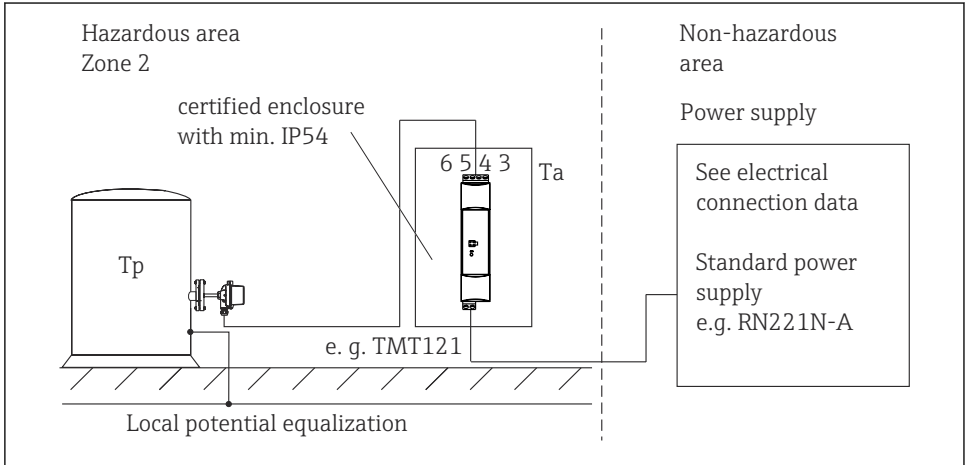 Hazardous area
Zone 2
certified enclosure
with min. IP54
6 5 4 3
Ta
Tp
e. g. TMT121
Local potential equalization
Non-hazardous
area
Power supply
See electrical
connection data
Standard power
supply
e.g. RN221N-A